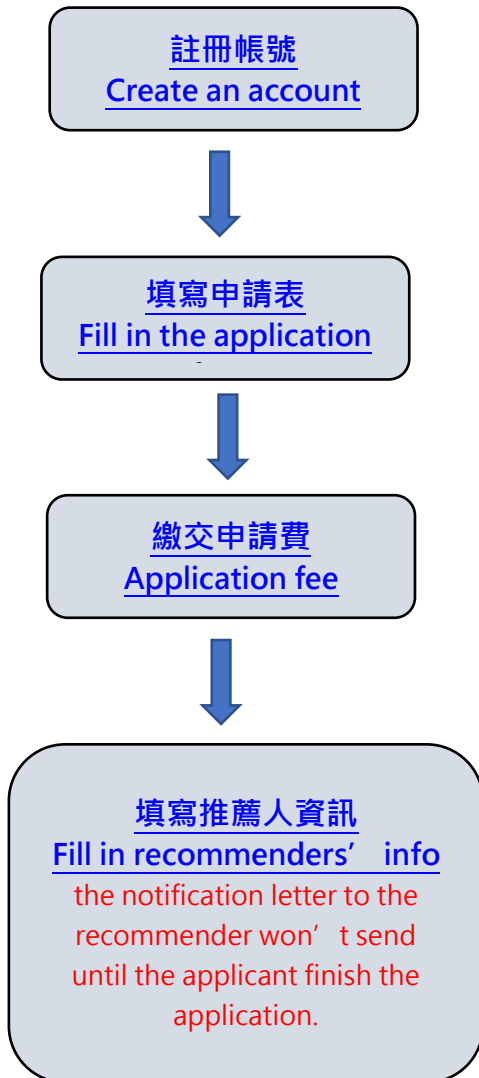 註冊帳號
Create an account
填寫申請表
Fill in the application
繳交申請費
Application fee
填寫推薦人資訊
Fill in recommenders’ info
the notification letter to the
recommender won’t send
until the applicant finish the
application.